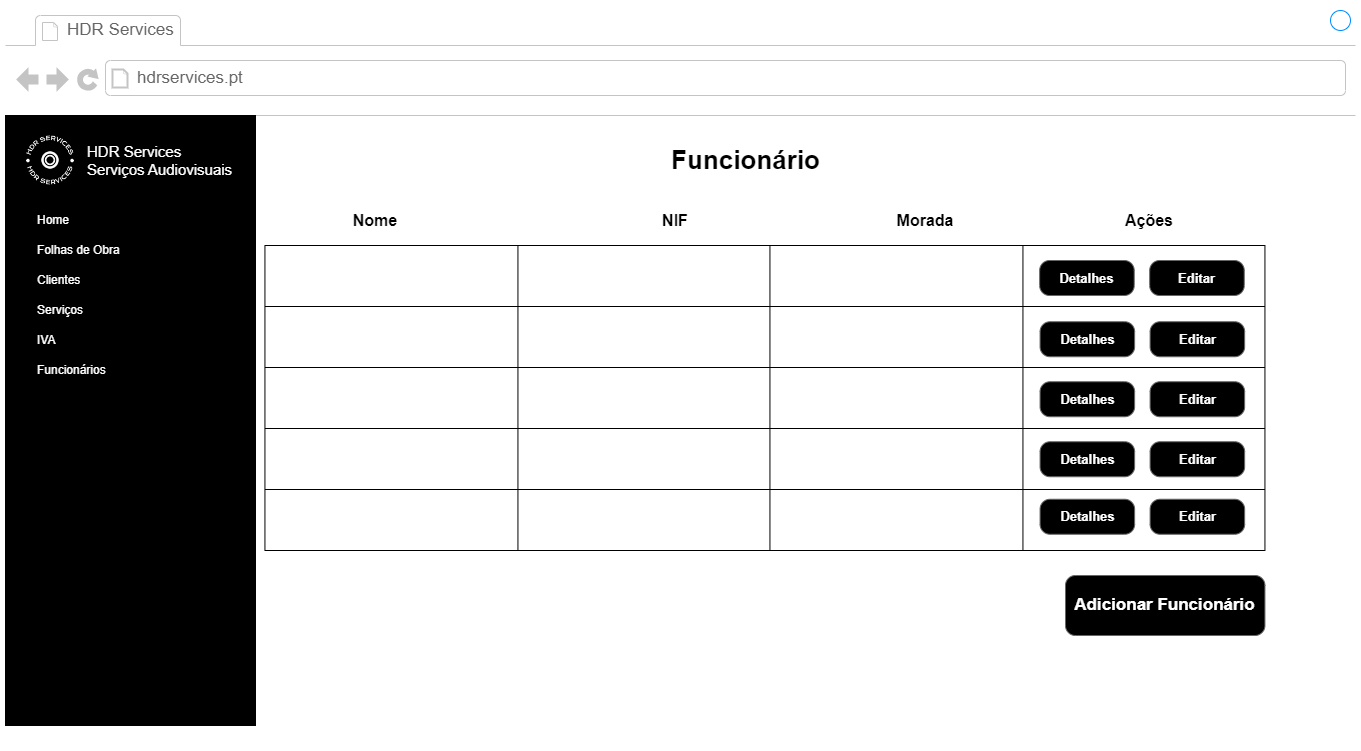 HDR Services
hdrservices.pt
HDR SERVICES
HDR SERVICES
HDR Services
Serviços Audiovisuais
Home
Folhas de Obra
Clientes
Serviços
IVA
Funcionários
Funcionário
Nome NIF Morada Ações
Detalhes Editar
Detalhes Editar
Detalhes Editar
Detalhes Editar
Detalhes Editar
Adicionar Funcionário